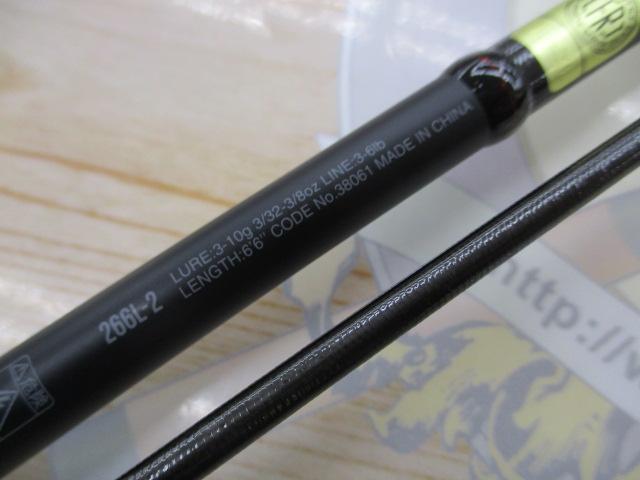 266L-2
LURE:3-10g 3/32-3/8oz LINE:3-6lb
LENGTH:6'6" CODE No.38061 MADE IN CHINA
http://w